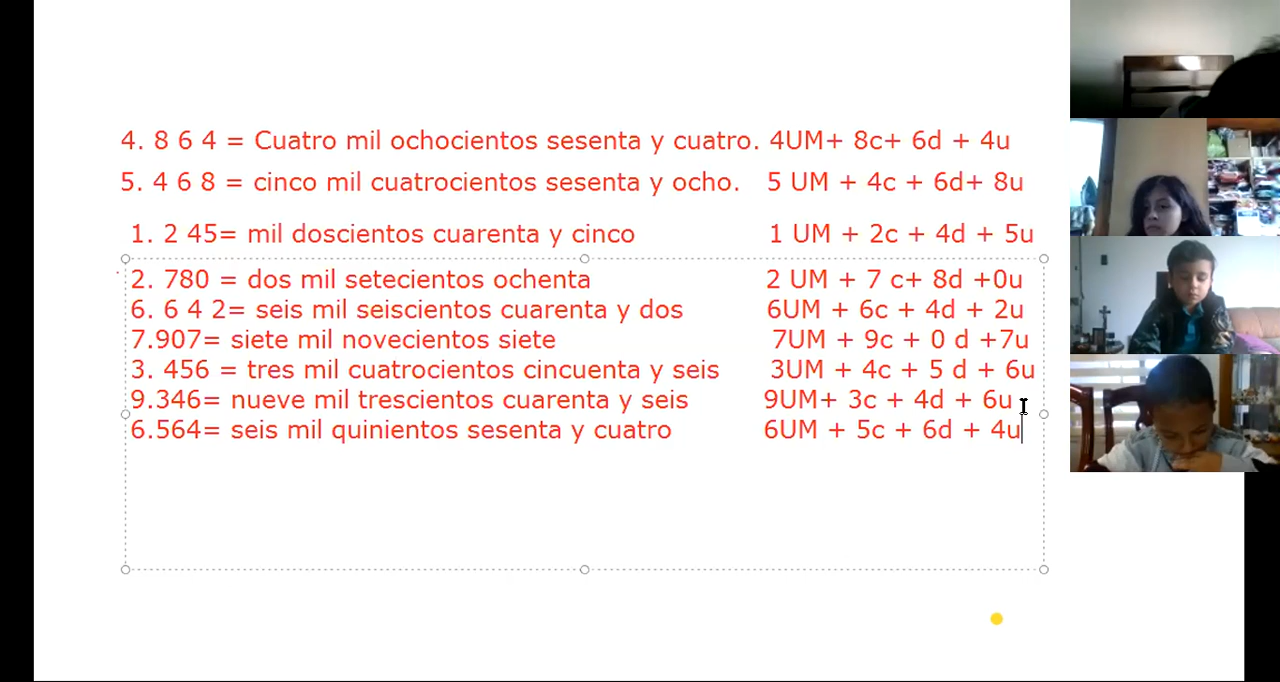 4. 8 6 4 = Cuatro mil ochocientos sesenta y cuatro. 4UM+ 8c+ 6d + 4u
5. 4 6 8 = cinco mil cuatrocientos sesenta y ocho. 5 UM + 4c + 6d+ 8u
1. 2 45= mil doscientos cuarenta y cinco 1 UM + 2c + 4d + 5u
2. 780 = dos mil setecientos ochenta 2 UM + 7 c+ 8d +0u
6. 6 4 2= seis mil seiscientos cuarenta y dos 6UM + 6c + 4d + 2u
7.907= siete mil novecientos siete 7UM + 9c + 0 d +7u
3. 456 = tres mil cuatrocientos cincuenta y seis 3UM + 4c + 5 d + 6u
9.346= nueve mil trescientos cuarenta y seis 9UM+ 3c + 4d + 6u
6.564= seis mil quinientos sesenta y cuatro 6UM + 5c + 6d + 4u